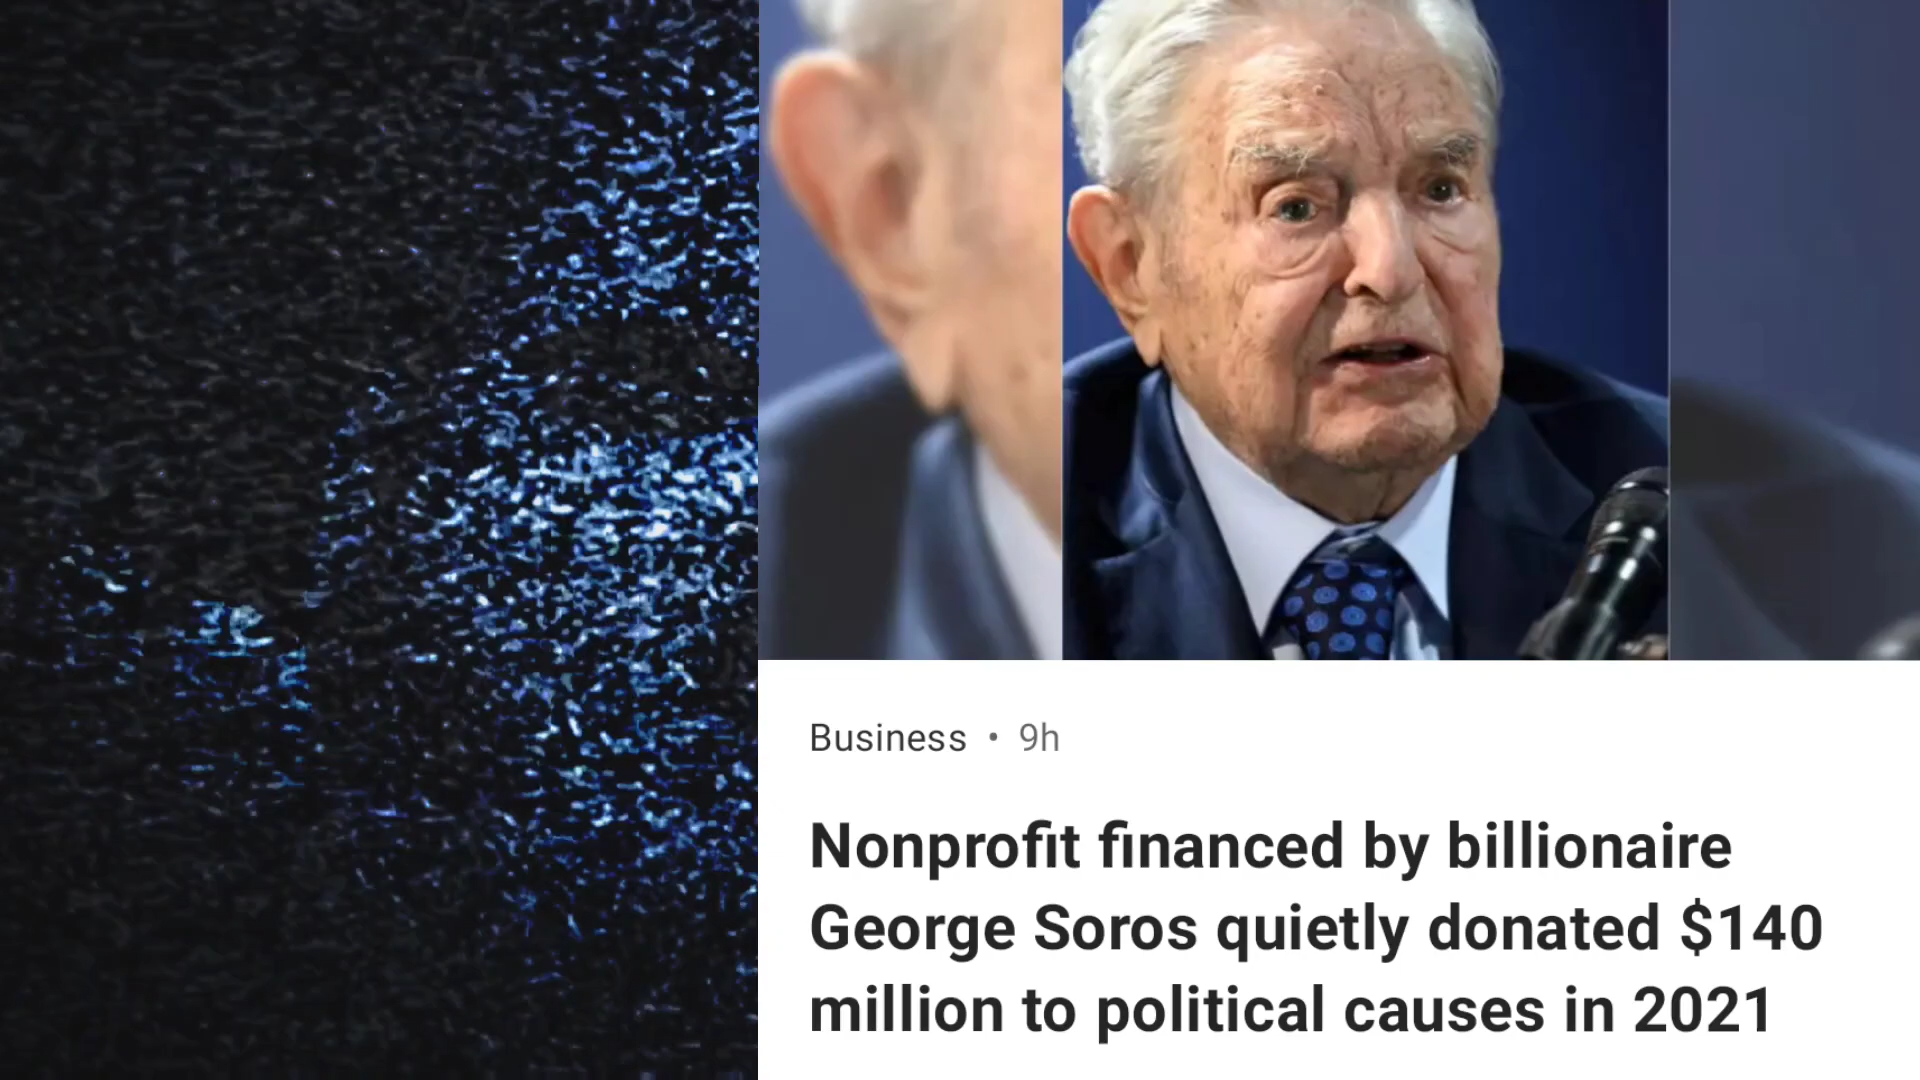 Business • 9h
Nonprofit financed by billionaire
George Soros quietly donated $140
million to political causes in 2021